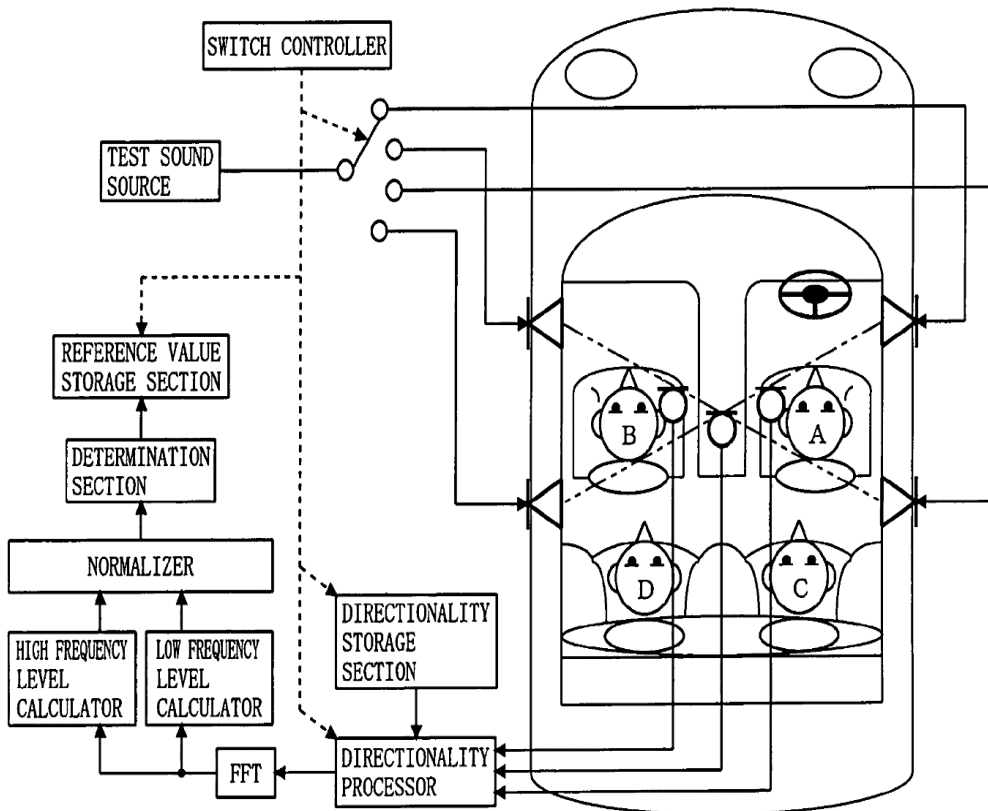 SWITCH CONTROLLER
TEST SOUND
SOURCE
REFERENCE VALUE
STORAGE SECTION
DETERMINATION
SECTION
NORMALIZER
HIGH FREQUENCY
LEVEL
CALCULATOR
LOW FREQUENCY
LEVEL
CALCULATOR
DIRECTIONALITY
STORAGE
SECTION
FFT
DIRECTIONALITY
PROCESSOR
B
A
D
C